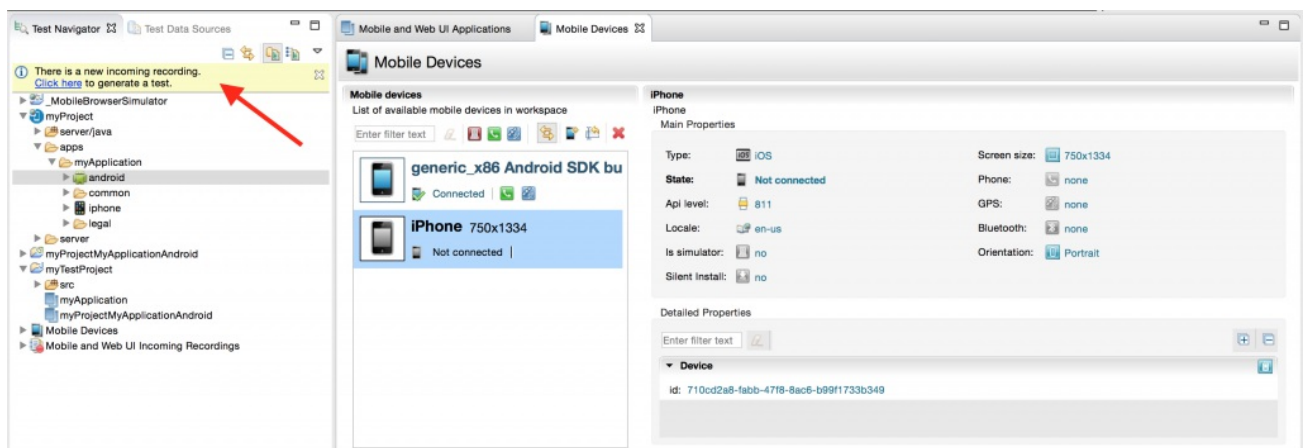 Test Navigator
Test Data Sources
There is a new incoming recording.
Click here to generate a test.
_MobileBrowserSimulator
myProject
server/java
apps
myApplication
android
common
iphone
legal
server
myProjectMyApplicationAndroid
myTestProject
src
myApplication
myProjectMyApplicationAndroid
Mobile Devices
Mobile and Web UI Incoming Recordings
Mobile and Web UI Applications
Mobile Devices
Mobile Devices
Mobile devices
List of available mobile devices in workspace
Enter filter text
generic_x86 Android SDK bu
Connected
iPhone 750x1334
Not connected
iPhone
iPhone
Main Properties
Type: iOS iOS Screen size: 750x1334
State: Not connected Phone: none
Api level: 811 GPS: none
Locale: en-us Bluetooth: none
Is simulator: no Orientation: Portrait
Silent Install: no
Detailed Properties
Enter filter text
Device
id: 710cd2a8-fabb-47f8-8ac6-b99f1733b349